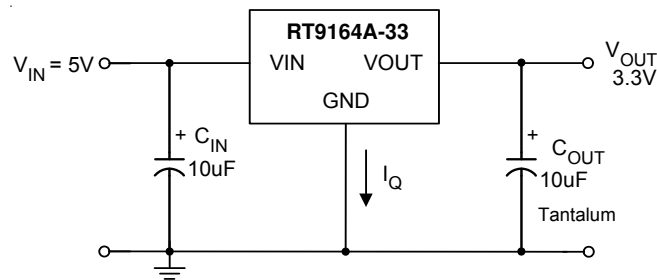 RT9164A-33
VIN VOUT
GND
V_IN = 5V
V_OUT
3.3V
+ C_IN
10uF
I_Q
+ C_OUT
10uF
Tantalum